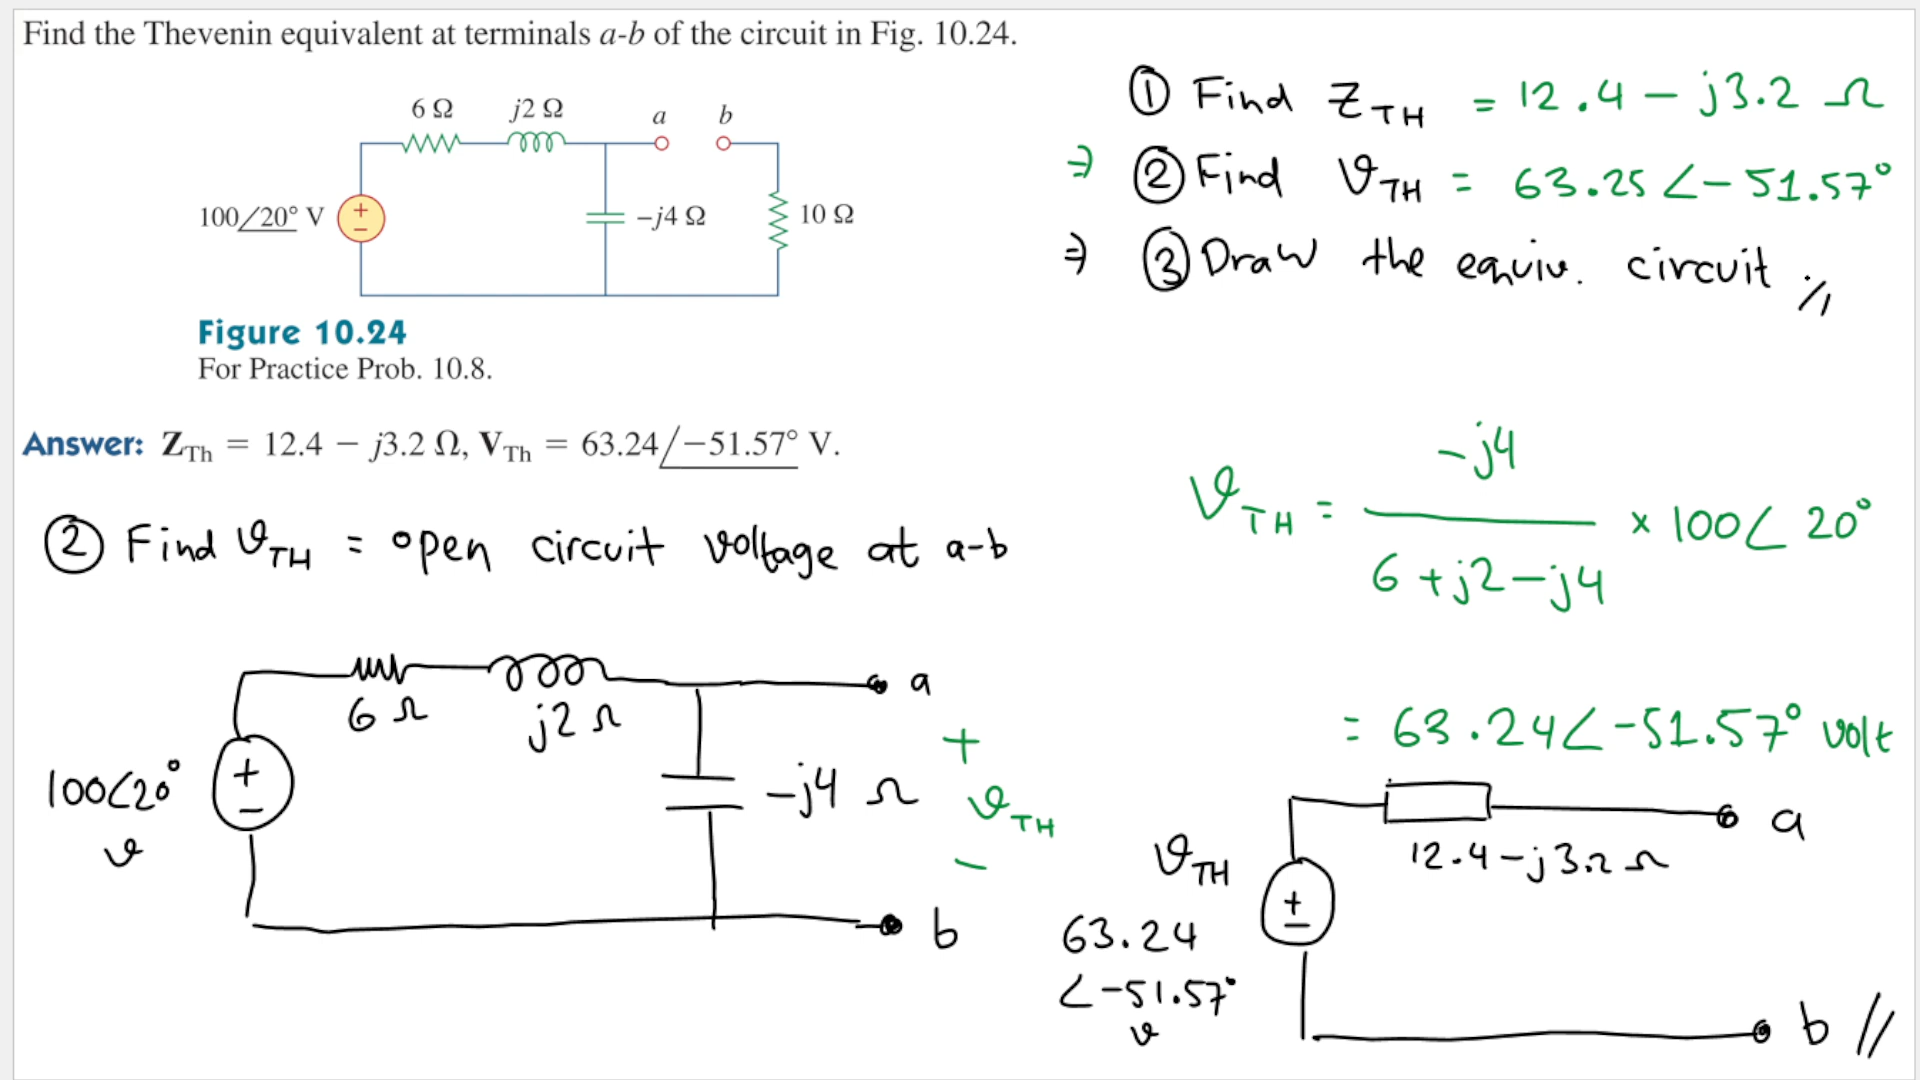 Find the Thevenin equivalent at terminals a-b of the circuit in Fig. 10.24.
6 Ω
j2 Ω
a
b
100∠20° V
+
−
−j4 Ω
10 Ω
Figure 10.24
For Practice Prob. 10.8.
Answer: Z_Th = 12.4 − j3.2 Ω, V_Th = 63.24∠−51.57° V.
① Find Z_TH = 12.4 − j3.2 Ω
⇒ ② Find V_TH = 63.25∠−51.57°
⇒ ③ Draw the equiv. circuit //
② Find V_TH = open circuit voltage at a-b
V_TH = −j4 / 6+j2−j4 × 100∠20°
= 63.24∠−51.57° volt
6 Ω
j2 Ω
a
100∠20°
v
+
−
−j4 Ω
+
V_TH
−
b
12.4−j3.2 Ω
a
V_TH
63.24
∠−51.57°
v
+
−
b //